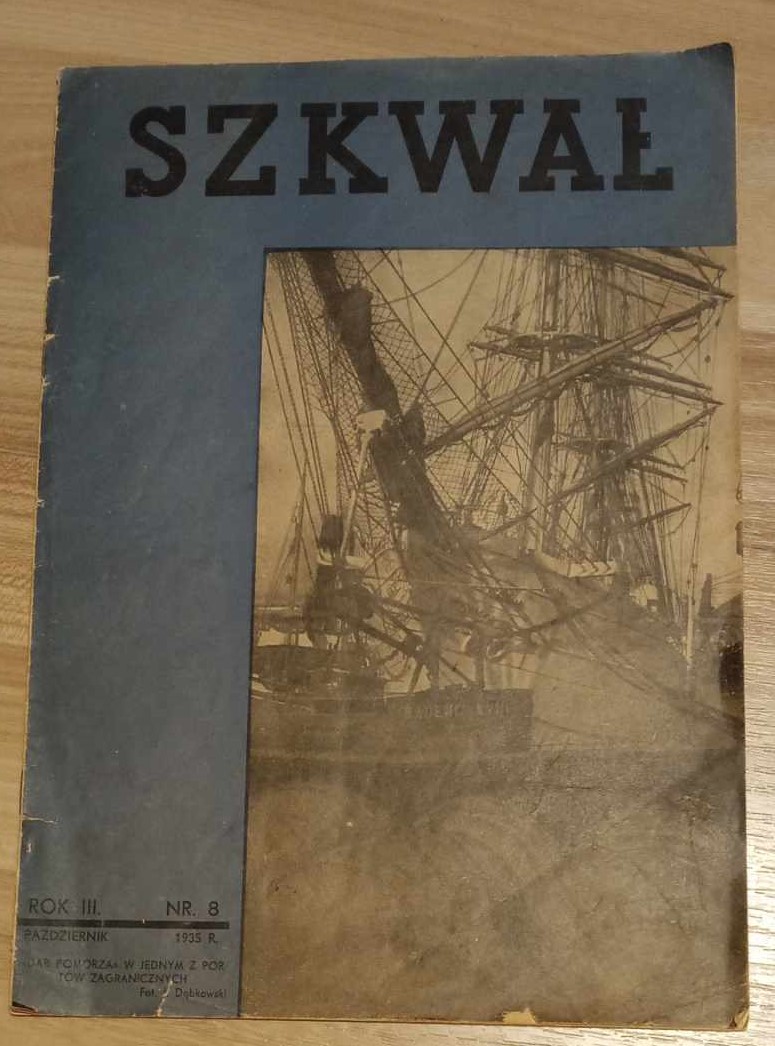 SZKWAŁ
ROK III. NR. 8
PAŹDZIERNIK 1935 R.
"DAR POMORZA" W JEDNYM Z POR
TÓW ZAGRANICZNYCH
Fot. Dąbkowski